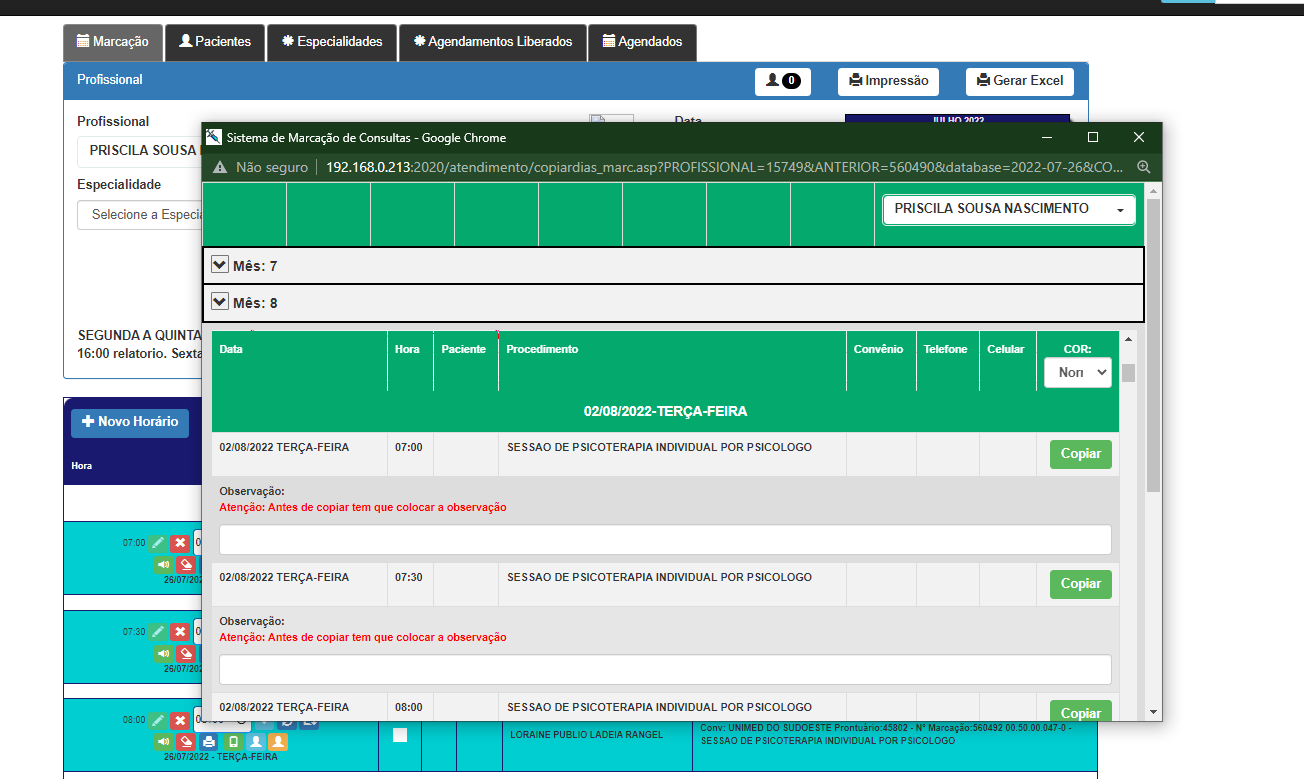 Marcação
Pacientes
Especialidades
Agendamentos Liberados
Agendados
Profissional
0
Impressão
Gerar Excel
Profissional
Data
JULHO 2022
PRISCILA SOUSA
Especialidade
Selecione a Especia
SEGUNDA A QUINTA
16:00 relatorio. Sexta
Sistema de Marcação de Consultas - Google Chrome
Não seguro
192.168.0.213:2020/atendimento/copiardias_marc.asp?PROFISSIONAL=15749&ANTERIOR=560490&database=2022-07-26&CO...
PRISCILA SOUSA NASCIMENTO
Mês: 7
Mês: 8
Data Hora Paciente Procedimento Convênio Telefone Celular COR:
02/08/2022-TERÇA-FEIRA
02/08/2022 TERÇA-FEIRA 07:00 SESSAO DE PSICOTERAPIA INDIVIDUAL POR PSICOLOGO Copiar
Observação:
Atenção: Antes de copiar tem que colocar a observação
02/08/2022 TERÇA-FEIRA 07:30 SESSAO DE PSICOTERAPIA INDIVIDUAL POR PSICOLOGO Copiar
Observação:
Atenção: Antes de copiar tem que colocar a observação
02/08/2022 TERÇA-FEIRA 08:00 SESSAO DE PSICOTERAPIA INDIVIDUAL POR PSICOLOGO Copiar
Novo Horário
Hora
07:00
26/07/202
07:30
26/07/202
08:00
26/07/2022 - TERÇA-FEIRA
LORAINE PUBLIO LADEIA RANGEL
Conv: UNIMED DO SUDOESTE Prontuário:45802 - Nº Marcação:560492 00.50.00.047-0 -
SESSAO DE PSICOTERAPIA INDIVIDUAL POR PSICOLOGO